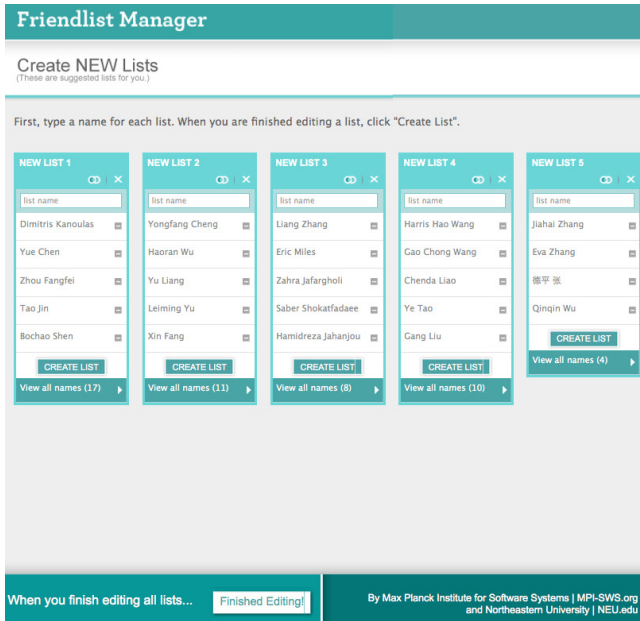 Friendlist Manager
Create NEW Lists
(These are suggested lists for you.)
First, type a name for each list. When you are finished editing a list, click "Create List".
NEW LIST 1
list name
Dimitris Kanoulas
Yue Chen
Zhou Fangfei
Tao Jin
Bochao Shen
CREATE LIST
View all names (17)
NEW LIST 2
list name
Yongfang Cheng
Haoran Wu
Yu Liang
Leiming Yu
Xin Fang
CREATE LIST
View all names (11)
NEW LIST 3
list name
Liang Zhang
Eric Miles
Zahra Jafargholi
Saber Shokatfadaee
Hamidreza Jahanjou
CREATE LIST
View all names (8)
NEW LIST 4
list name
Harris Hao Wang
Gao Chong Wang
Chenda Liao
Ye Tao
Gang Liu
CREATE LIST
View all names (10)
NEW LIST 5
list name
Jiahai Zhang
Eva Zhang
德平 张
Qinqin Wu
CREATE LIST
View all names (4)
When you finish editing all lists...
Finished Editing!
By Max Planck Institute for Software Systems | MPI-SWS.org
and Northeastern University | NEU.edu